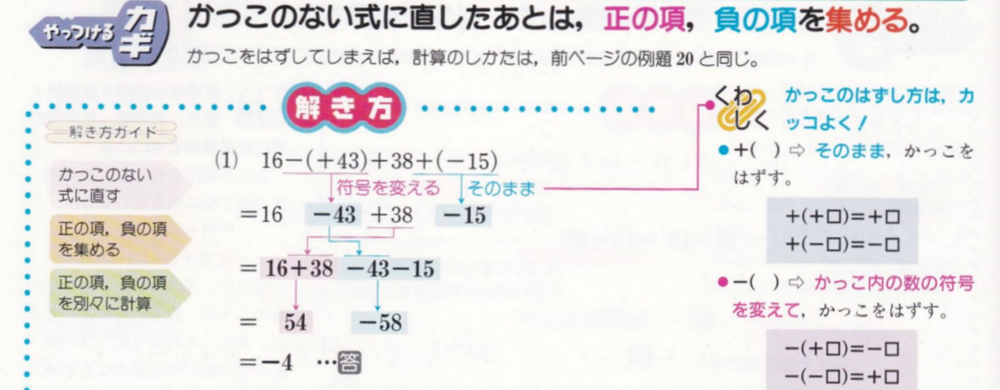 やっつけるカギ
かっこのない式に直したあとは，正の項，負の項を集める。
かっこをはずしてしまえば，計算のしかたは，前ページの例題 20 と同じ。
解き方
解き方ガイド
かっこのない
式に直す
正の項，負の項
を集める
正の項，負の項
を別々に計算
(1) 16－(＋43)＋38＋(－15)
符号を変える そのまま
＝16 －43 ＋38 －15
＝ 16＋38 －43－15
＝ 54 －58
＝－4 …答
くわしく
かっこのはずし方は，カ
ッコよく！
●＋( ) ⇨ そのまま，かっこを
はずす。
＋(＋□)＝＋□
＋(－□)＝－□
●－( ) ⇨ かっこ内の数の符号
を変えて，かっこをはずす。
－(＋□)＝－□
－(－□)＝＋□